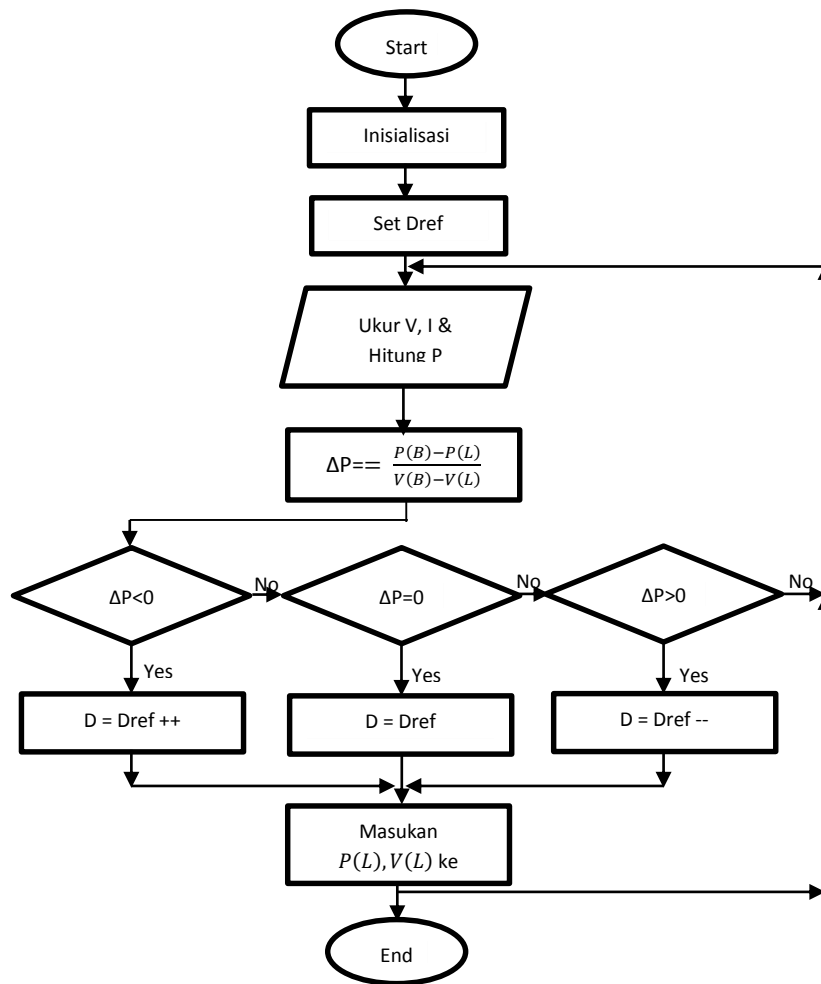 Start
Inisialisasi
Set Dref
Ukur V, I &
Hitung P
ΔP== P(B)−P(L) / V(B)−V(L)
ΔP<0
No
ΔP=0
No
ΔP>0
No
Yes
Yes
Yes
D = Dref ++
D = Dref
D = Dref --
Masukan
P(L), V(L) ke
End